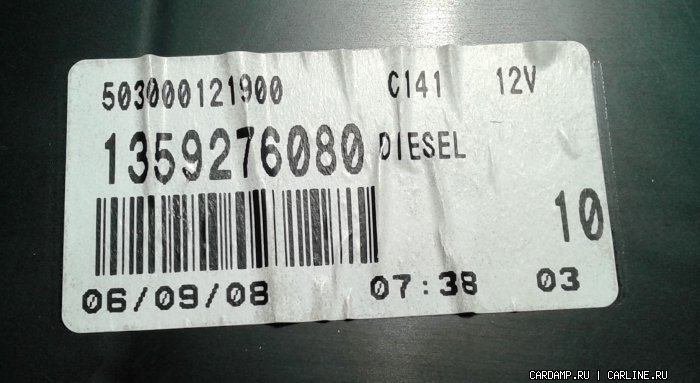 503000121900 C141 12V
1359276080 DIESEL
10
06/09/08 07:38 03
CARDAMP.RU | CARLINE.RU